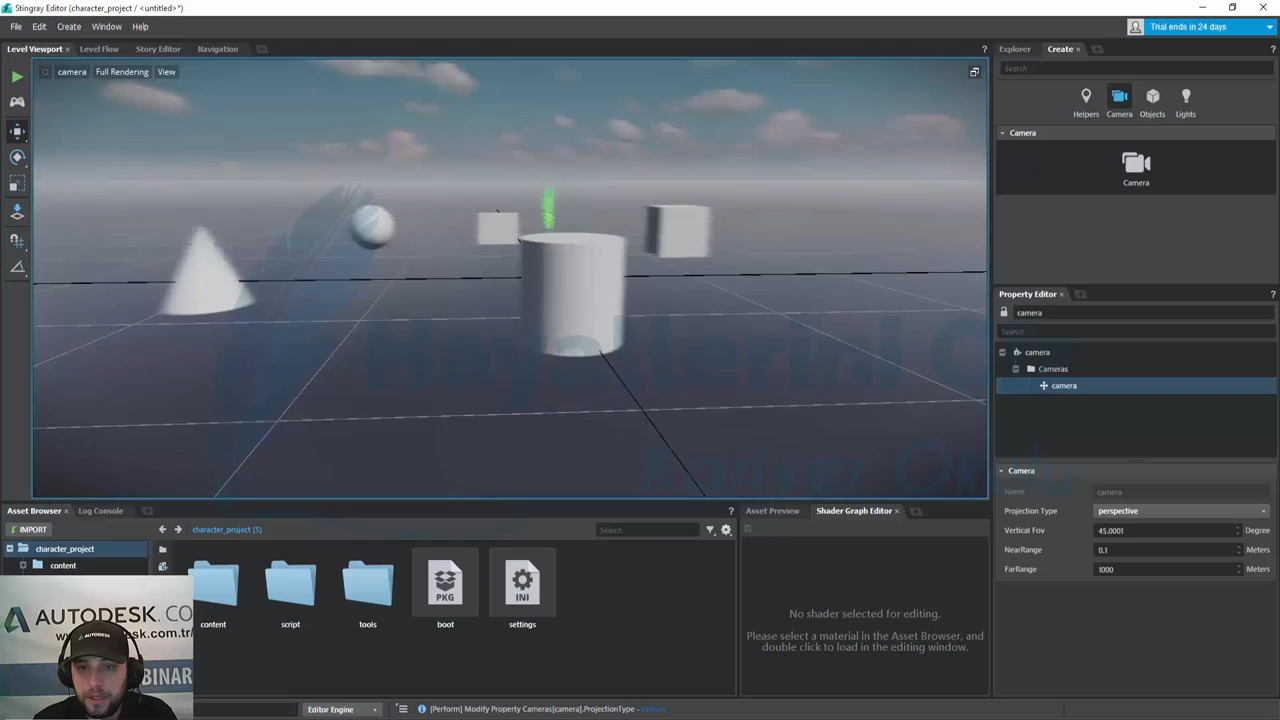 Stingray Editor (character_project / <untitled>*)
File Edit Create Window Help
Trial ends in 24 days
Level Viewport Level Flow Story Editor Navigation
camera Full Rendering View
Explorer Create
Search
Helpers Camera Objects Lights
Camera
Camera
Property Editor
camera
Search
camera
Cameras
camera
Camera
Name camera
Projection Type perspective
Vertical Fov 45.0001 Degree
NearRange 0.1 Meters
FarRange 1000 Meters
Kariyer Okulu
Asset Browser Log Console
IMPORT
character_project (5)
Search
character_project
content
content script tools boot settings
PKG
INI
Asset Preview Shader Graph Editor
No shader selected for editing.
Please select a material in the Asset Browser, and
double click to load in the editing window.
AUTODESK.CO
www.autodesk.com.tr/
BINAR
Editor Engine
[Perform] Modify Property Cameras[camera].ProjectionType - camera